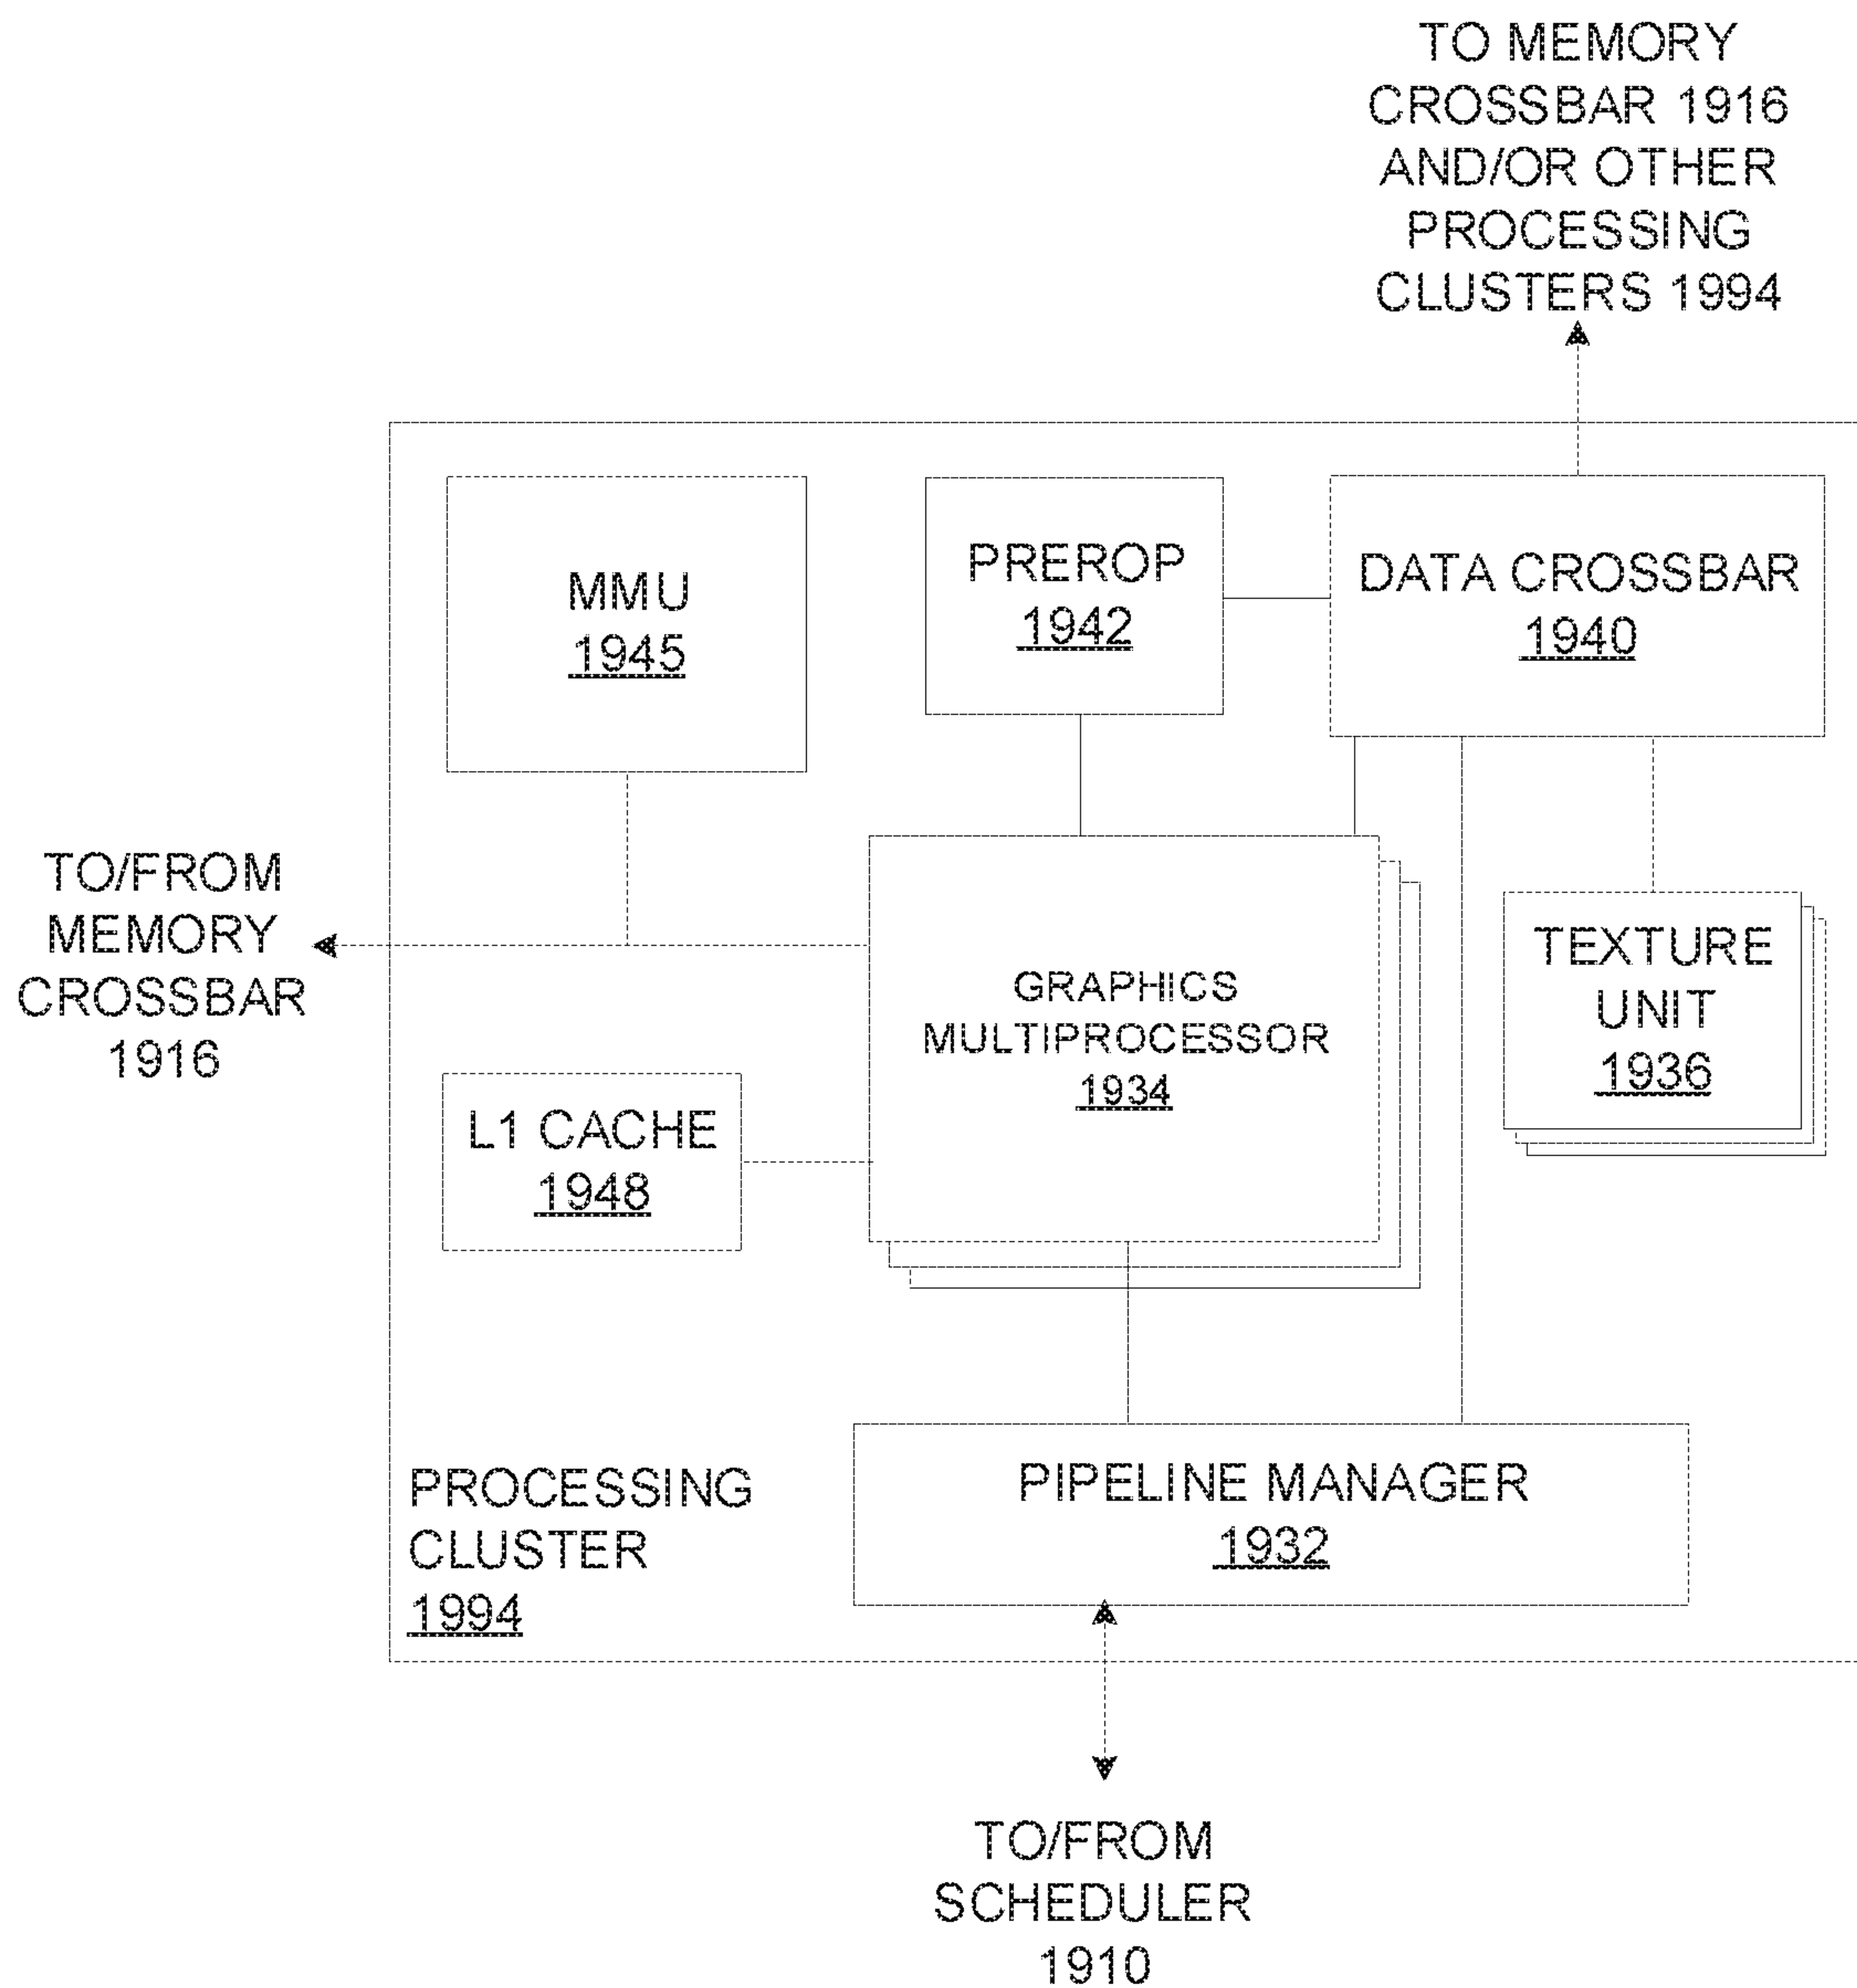 TO MEMORY
CROSSBAR 1916
AND/OR OTHER
PROCESSING
CLUSTERS 1994
MMU
1945
PREROP
1942
DATA CROSSBAR
1940
TO/FROM
MEMORY
CROSSBAR
1916
GRAPHICS
MULTIPROCESSOR
1934
TEXTURE
UNIT
1936
L1 CACHE
1948
PROCESSING
CLUSTER
1994
PIPELINE MANAGER
1932
TO/FROM
SCHEDULER
1910